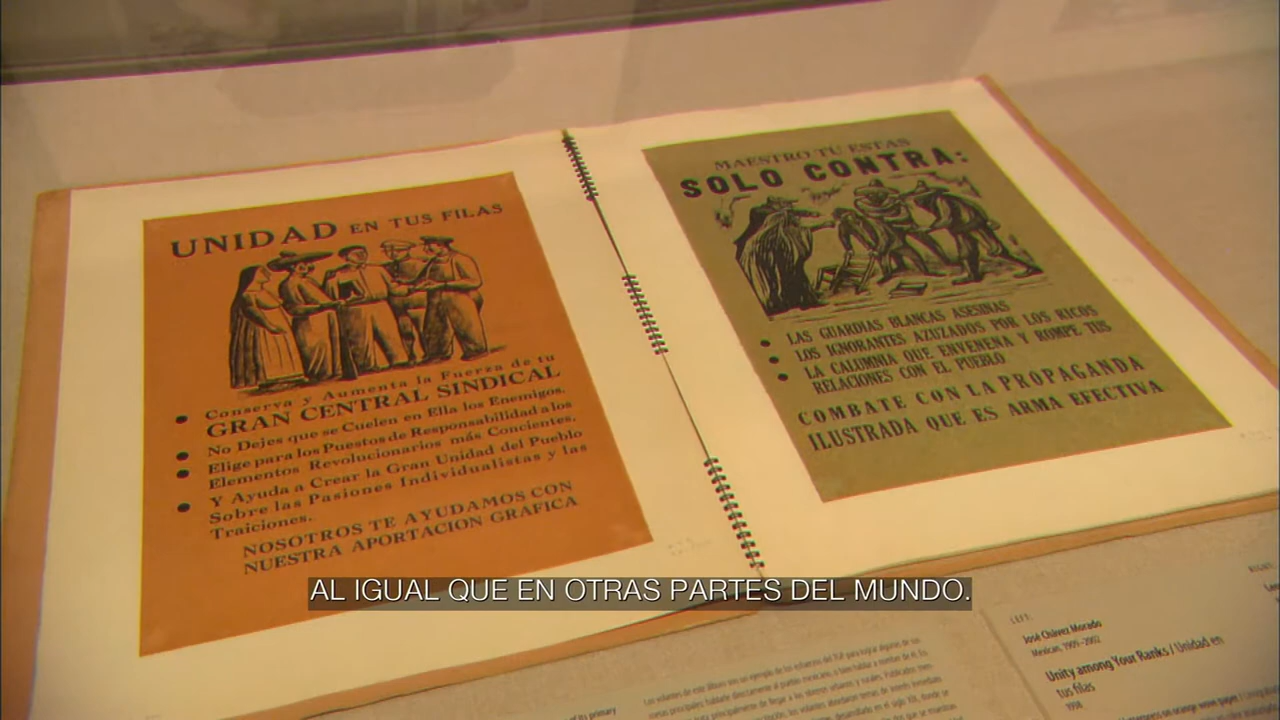 UNIDAD EN TUS FILAS
Conserva y Aumenta la Fuerza de tu
GRAN CENTRAL SINDICAL
No Dejes que se Cuelen en Ella los Enemigos.
Elige para los Puestos de Responsabilidad a los
Elementos Revolucionarios más Concientes.
Y Ayuda a Crear la Gran Unidad del Pueblo
Sobre las Pasiones Individualistas y las
Traiciones.
NOSOTROS TE AYUDAMOS CON
NUESTRA APORTACION GRAFICA
MAESTRO TU ESTAS
SOLO CONTRA:
LAS GUARDIAS BLANCAS ASESINAS
LOS IGNORANTES AZUZADOS POR LOS RICOS
LA CALUMNIA QUE ENVENENA Y ROMPE TUS
RELACIONES CON EL PUEBLO
COMBATE CON LA PROPAGANDA
ILUSTRADA QUE ES ARMA EFECTIVA
AL IGUAL QUE EN OTRAS PARTES DEL MUNDO.
LEFT:
José Chávez Morado
Mexican, 1909-2002
Unity among Your Ranks / Unidad en
tus filas
1938